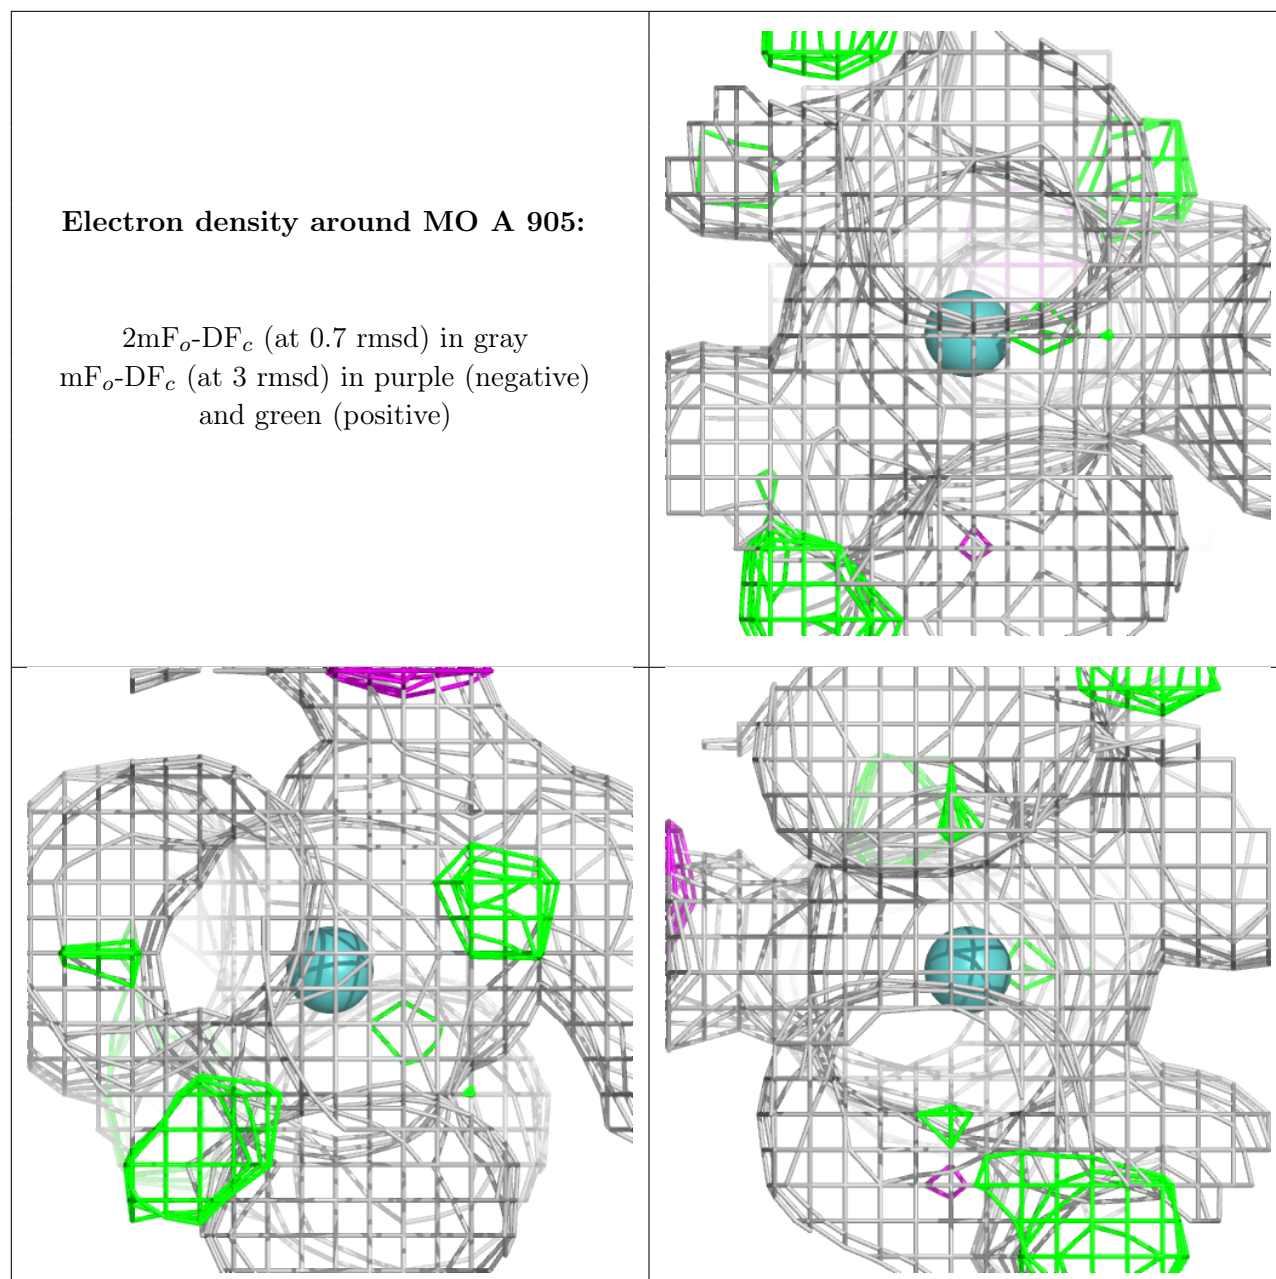 Electron density around MO A 905:
2mFo-DFc (at 0.7 rmsd) in gray
mFo-DFc (at 3 rmsd) in purple (negative)
and green (positive)